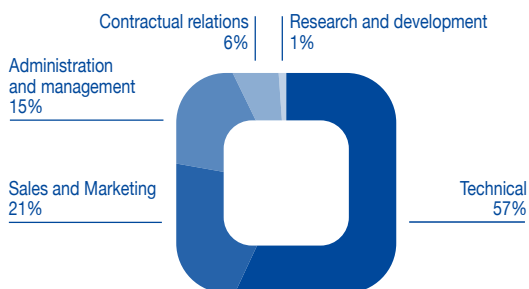 Contractual relations
6%
Research and development
1%
Administration
and management
15%
Sales and Marketing
21%
Technical
57%